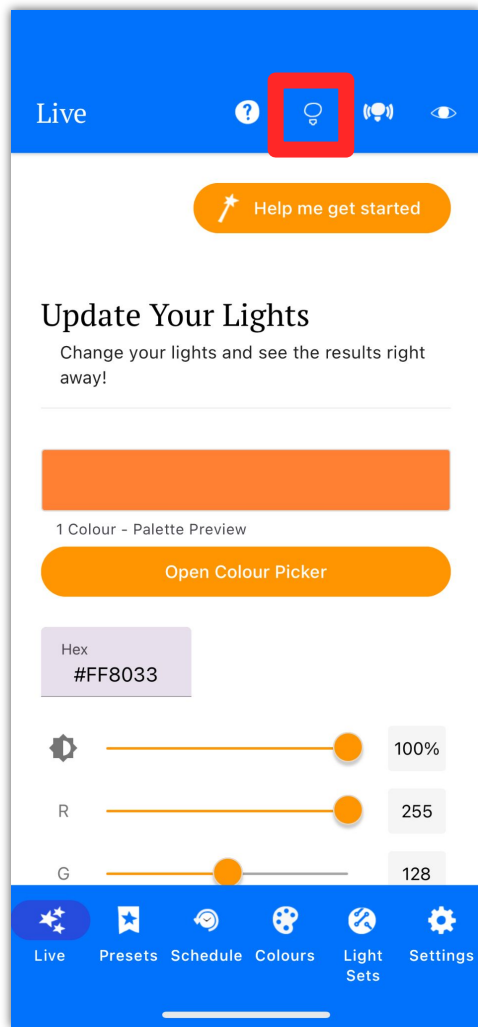 Live
?
Help me get started
Update Your Lights
Change your lights and see the results right
away!
1 Colour - Palette Preview
Open Colour Picker
Hex
#FF8033
100%
R
255
G
128
Live
Presets
Schedule
Colours
Light
Sets
Settings